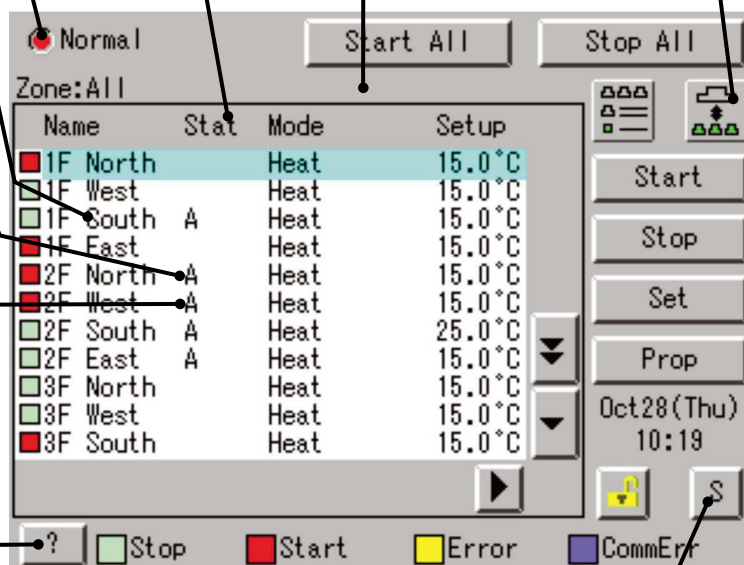 Normal Start All Stop All
Zone:All
Name Stat Mode Setup
1F North Heat 15.0°C
1F West Heat 15.0°C
1F South A Heat 15.0°C
1F East Heat 15.0°C
2F North A Heat 15.0°C
2F West A Heat 15.0°C
2F South A Heat 25.0°C
2F East A Heat 15.0°C
3F North Heat 15.0°C
3F West Heat 15.0°C
3F South Heat 15.0°C
Start
Stop
Set
Prop
Oct28(Thu)
10:19
S
? Stop Start Error CommErr